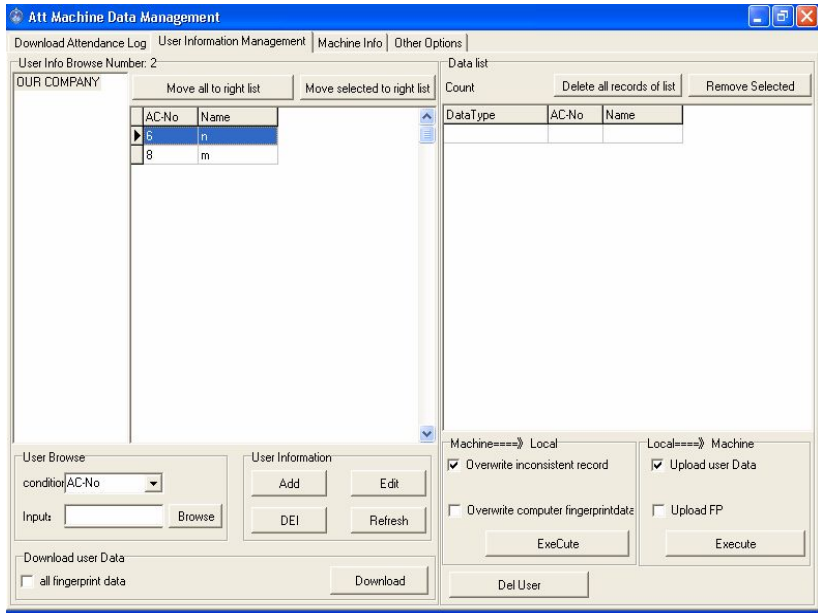 Att Machine Data Management
Download Attendance Log User Information Management Machine Info Other Options
User Info Browse Number: 2
OUR COMPANY
Move all to right list Move selected to right list
AC-No Name
6 n
8 m
Data list
Count Delete all records of list Remove Selected
DataType AC-No Name
User Browse
condition AC-No
Input: Browse
User Information
Add Edit
DEl Refresh
Download user Data
all fingerprint data Download
Machine====》 Local
Overwrite inconsistent record
Overwrite computer fingerprintdata
ExeCute
Local====》 Machine
Upload user Data
Upload FP
Execute
Del User